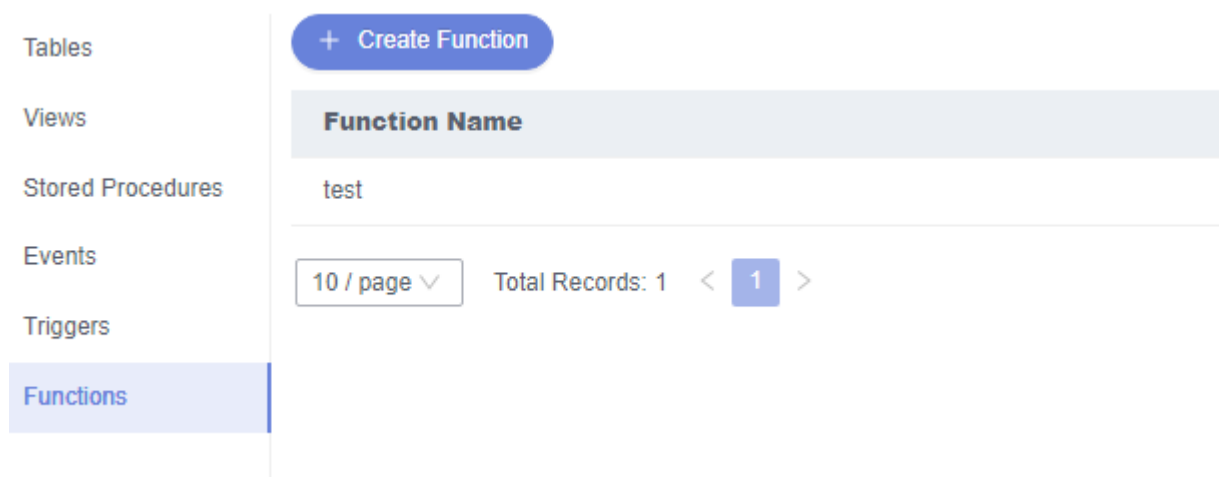 Tables
Views
Stored Procedures
Events
Triggers
Functions
+ Create Function
Function Name
test
10 / page
Total Records: 1 < 1 >